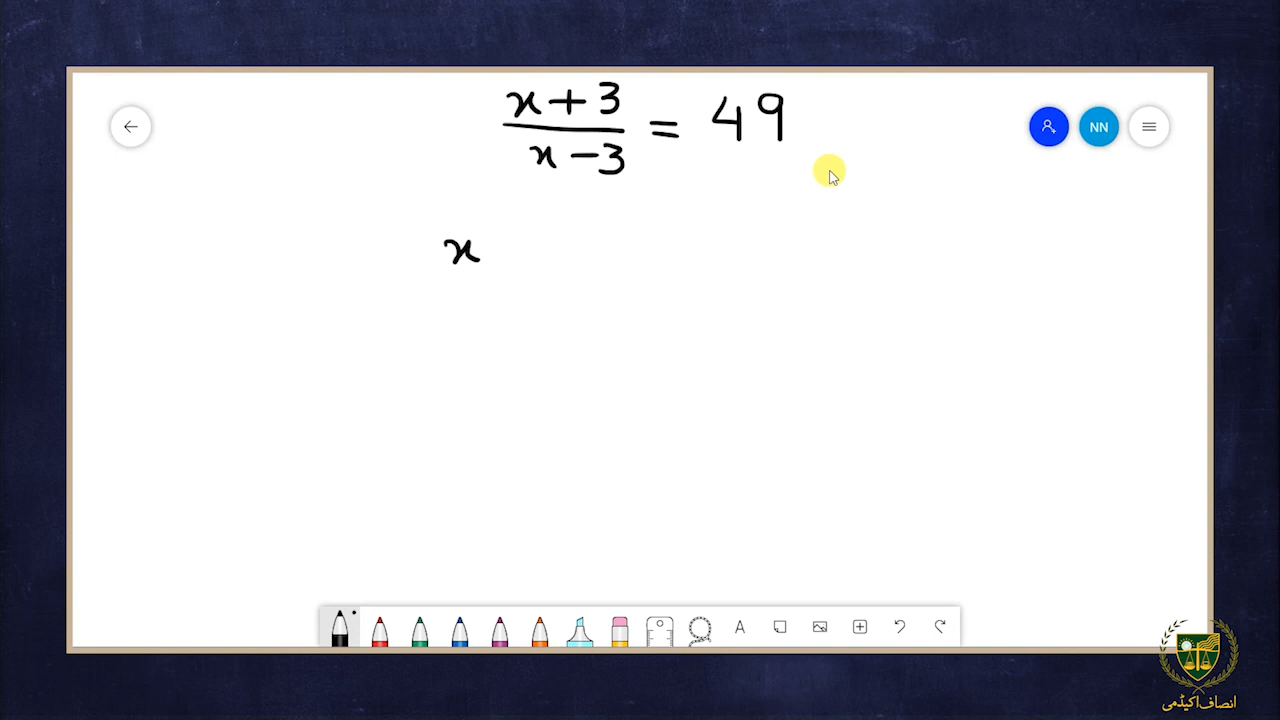 x + 3
x - 3
= 49
NN
x
A
انصاف اکیڈمی